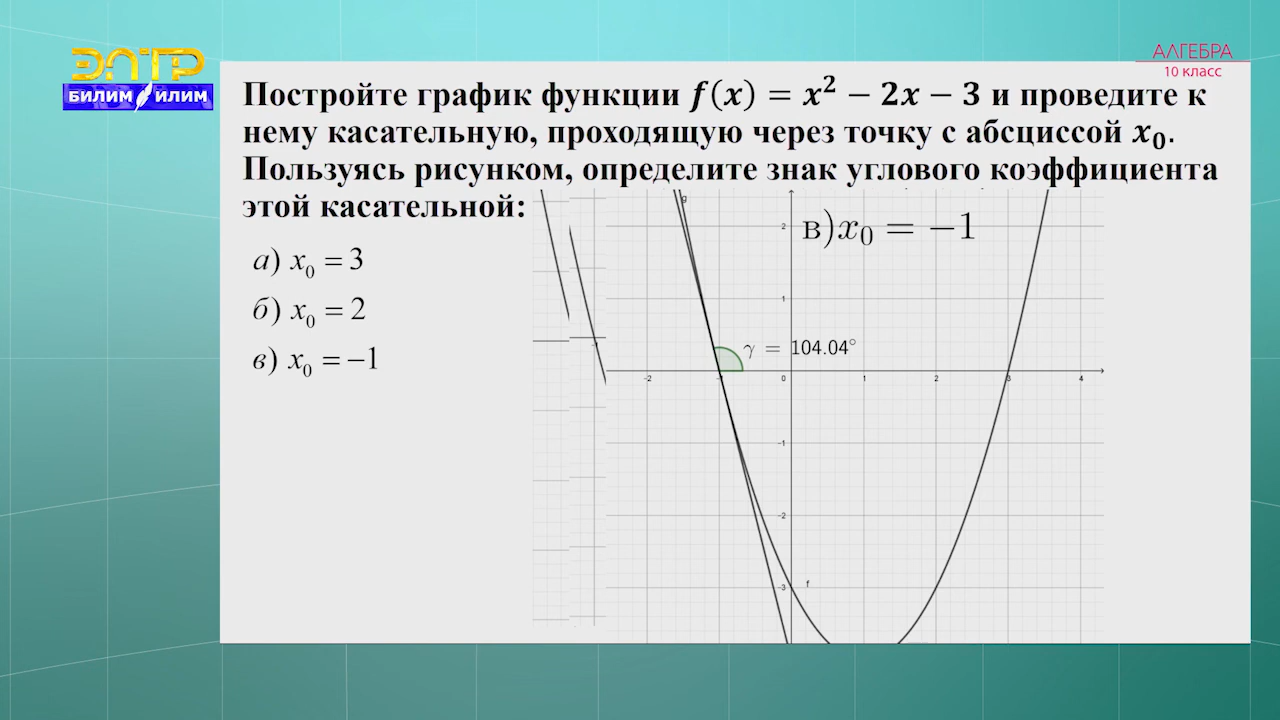 ЭЛТР
БИЛИМ ИЛИМ
АЛГЕБРА
10 класс
Постройте график функции f(x) = x² − 2x − 3 и проведите к
нему касательную, проходящую через точку с абсциссой x₀.
Пользуясь рисунком, определите знак углового коэффициента
этой касательной:
а) x₀ = 3
б) x₀ = 2
в) x₀ = −1
в)x₀ = −1
g
2
1
γ = 104.04°
-2 -1 0 1 2 3 4
-1
-2
-3
f